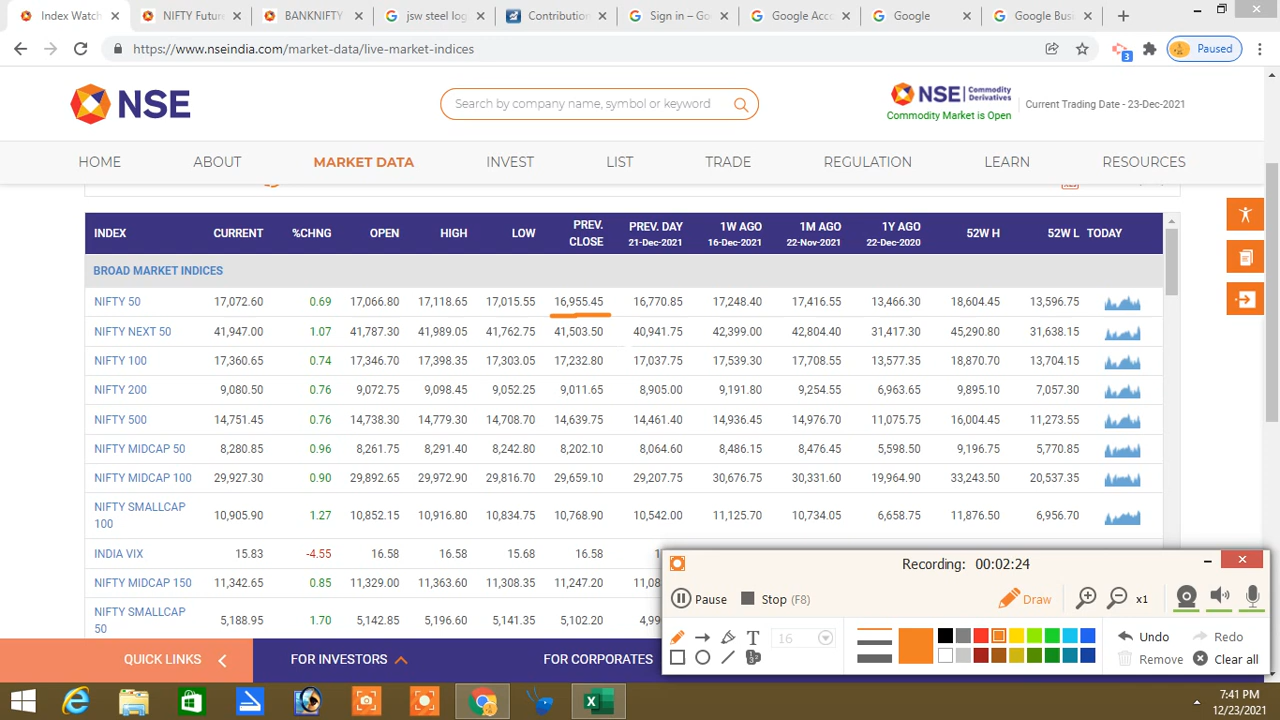 Index Watch
NIFTY Futur
BANKNIFTY
jsw steel log
Contribution
Sign in – Goo
Google Acco
Google
Google Busi
https://www.nseindia.com/market-data/live-market-indices
3
Paused
NSE
Search by company name, symbol or keyword
NSE Commodity Derivatives
Commodity Market is Open
Current Trading Date - 23-Dec-2021
HOME ABOUT MARKET DATA INVEST LIST TRADE REGULATION LEARN RESOURCES
INDEX CURRENT %CHNG OPEN HIGH LOW PREV. CLOSE PREV. DAY 21-Dec-2021 1W AGO 16-Dec-2021 1M AGO 22-Nov-2021 1Y AGO 22-Dec-2020 52W H 52W L TODAY
BROAD MARKET INDICES
NIFTY 50 17,072.60 0.69 17,066.80 17,118.65 17,015.55 16,955.45 16,770.85 17,248.40 17,416.55 13,466.30 18,604.45 13,596.75
NIFTY NEXT 50 41,947.00 1.07 41,787.30 41,989.05 41,762.75 41,503.50 40,941.75 42,399.00 42,804.40 31,417.30 45,290.80 31,638.15
NIFTY 100 17,360.65 0.74 17,346.70 17,398.35 17,303.05 17,232.80 17,037.75 17,539.30 17,708.55 13,577.35 18,870.70 13,704.15
NIFTY 200 9,080.50 0.76 9,072.75 9,098.45 9,052.25 9,011.65 8,905.00 9,191.80 9,254.55 6,963.65 9,895.10 7,057.30
NIFTY 500 14,751.45 0.76 14,738.30 14,779.30 14,708.70 14,639.75 14,461.40 14,936.45 14,976.70 11,075.75 16,004.45 11,273.55
NIFTY MIDCAP 50 8,280.85 0.96 8,261.75 8,291.40 8,242.80 8,202.10 8,064.60 8,486.15 8,476.45 5,598.50 9,196.75 5,770.85
NIFTY MIDCAP 100 29,927.30 0.90 29,892.65 29,972.90 29,816.70 29,659.10 29,207.75 30,676.75 30,331.60 19,964.90 33,243.50 20,537.35
NIFTY SMALLCAP 100 10,905.90 1.27 10,852.15 10,916.80 10,834.75 10,768.90 10,542.00 11,125.70 10,734.05 6,658.75 11,876.50 6,956.70
INDIA VIX 15.83 -4.55 16.58 16.58 15.68 16.58
NIFTY MIDCAP 150 11,342.65 0.85 11,329.00 11,363.60 11,308.35 11,247.20
NIFTY SMALLCAP 50 5,188.95 1.70 5,142.85 5,196.60 5,141.35 5,102.20
Recording: 00:02:24
Pause Stop (F8) Draw x1
T 16 Undo Redo
Remove Clear all
QUICK LINKS FOR INVESTORS FOR CORPORATES
7:41 PM
12/23/2021